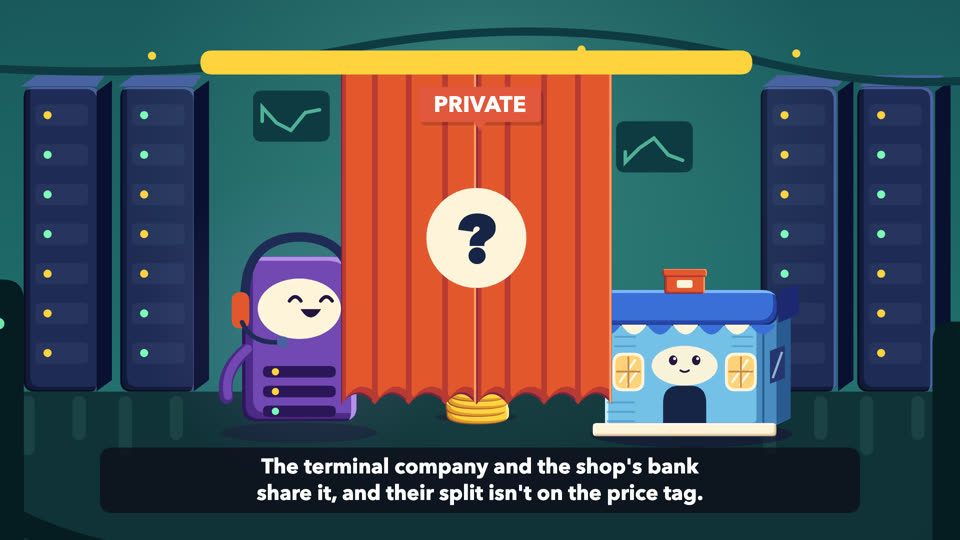 PRIVATE
?
The terminal company and the shop's bank
share it, and their split isn't on the price tag.